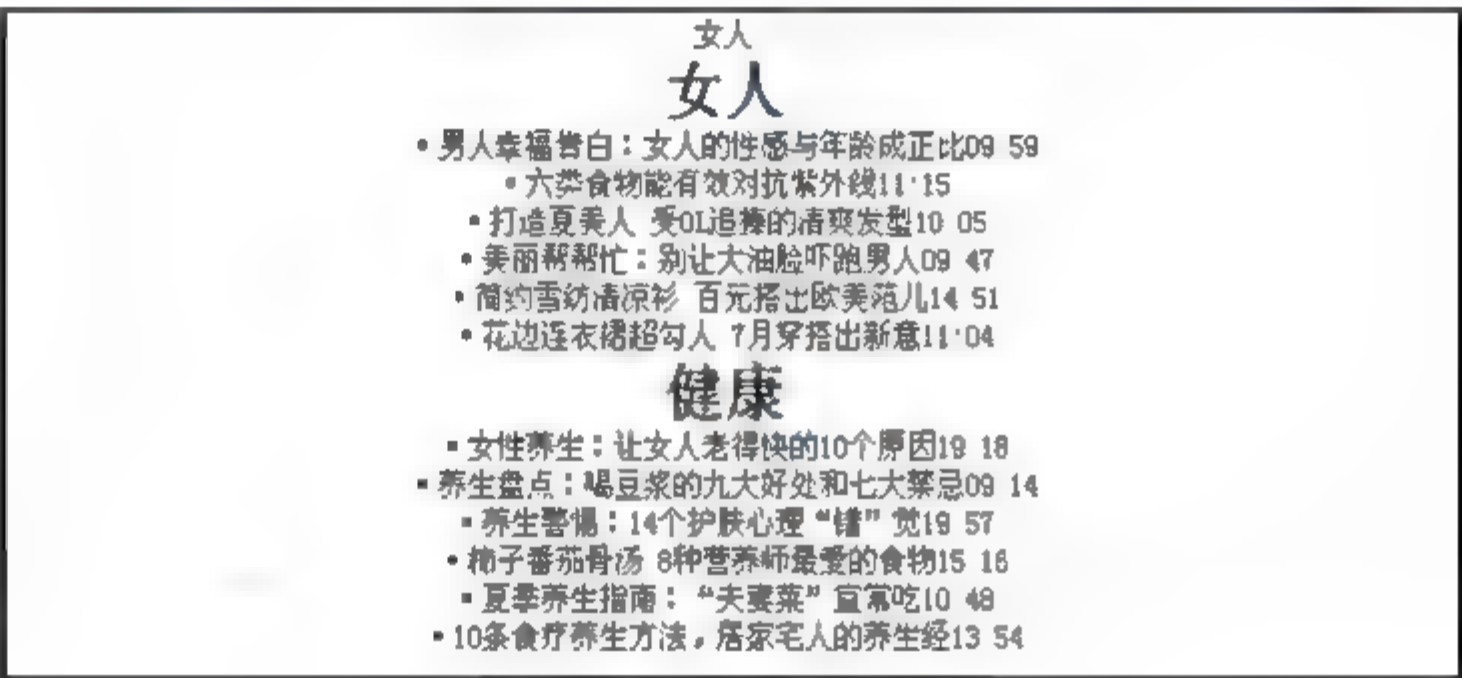 女人
女人
• 男人幸福告白：女人的性感与年龄成正比09 59
• 六类食物能有效对抗紫外线11·15
• 打造夏美人 受OL追捧的清爽发型10 05
• 美丽帮帮忙：别让大油脸吓跑男人09 47
• 简约雪纺清凉衫 百元搭出欧美范儿14 51
• 花边连衣裙超勾人 7月穿搭出新意11·04
健康
▪ 女性养生：让女人老得快的10个原因19 18
▪ 养生盘点：喝豆浆的九大好处和七大禁忌09 14
▪ 养生警惕：14个护肤心理“错”觉19 57
• 柿子番茄骨汤 8种营养师最爱的食物15 16
▪ 夏季养生指南：“夫妻菜”宜常吃10 48
▪ 10条食疗养生方法，居家宅人的养生经13 54